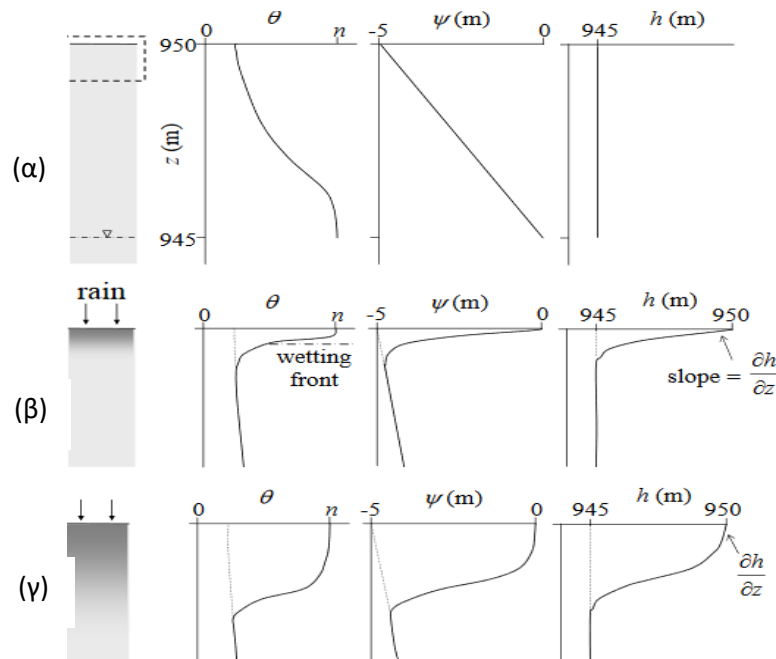 0 θ n -5 ψ (m) 0 h (m) 945
950
z (m)
(α)
945
rain
0 θ n -5 ψ (m) 0 h (m) 945 950
wetting
front
slope = ∂h/∂z
(β)
0 θ n -5 ψ (m) 0 h (m) 945 950
∂h/∂z
(γ)